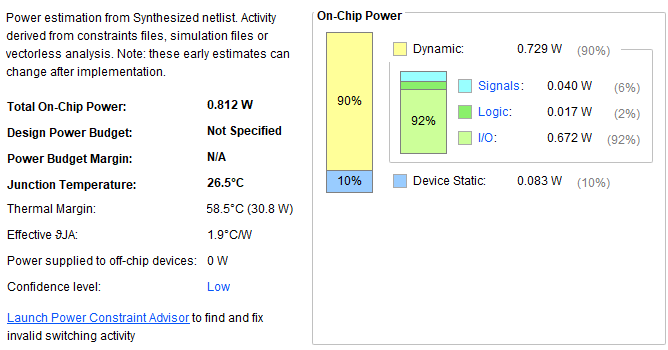 Power estimation from Synthesized netlist. Activity
derived from constraints files, simulation files or
vectorless analysis. Note: these early estimates can
change after implementation.
Total On-Chip Power: 0.812 W
Design Power Budget: Not Specified
Power Budget Margin: N/A
Junction Temperature: 26.5°C
Thermal Margin: 58.5°C (30.8 W)
Effective ϑJA: 1.9°C/W
Power supplied to off-chip devices: 0 W
Confidence level: Low
Launch Power Constraint Advisor to find and fix
invalid switching activity
On-Chip Power
Dynamic: 0.729 W (90%)
90%
Signals: 0.040 W (6%)
Logic: 0.017 W (2%)
92%
I/O: 0.672 W (92%)
10%
Device Static: 0.083 W (10%)